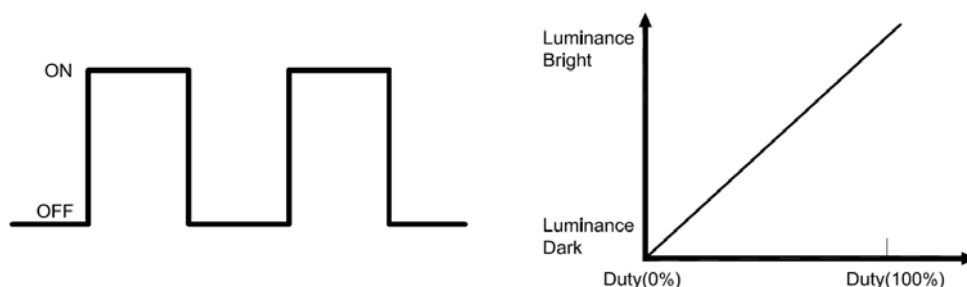 ON
OFF
Luminance
Bright
Luminance
Dark
Duty(0%)
Duty(100%)